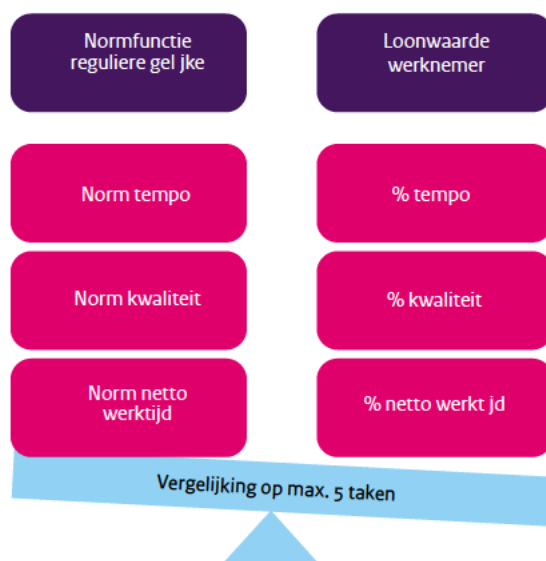 Normfunctie
reguliere gel jke
Loonwaarde
werknemer
Norm tempo
% tempo
Norm kwaliteit
% kwaliteit
Norm netto
werktijd
% netto werkt jd
Vergelijking op max. 5 taken